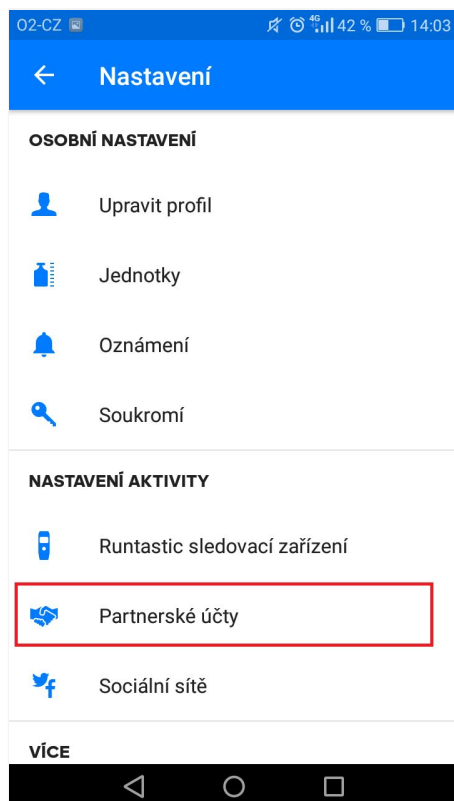 O2-CZ 4G 42 % 14:03
Nastavení
OSOBNÍ NASTAVENÍ
Upravit profil
Jednotky
Oznámení
Soukromí
NASTAVENÍ AKTIVITY
Runtastic sledovací zařízení
Partnerské účty
Sociální sítě
VÍCE